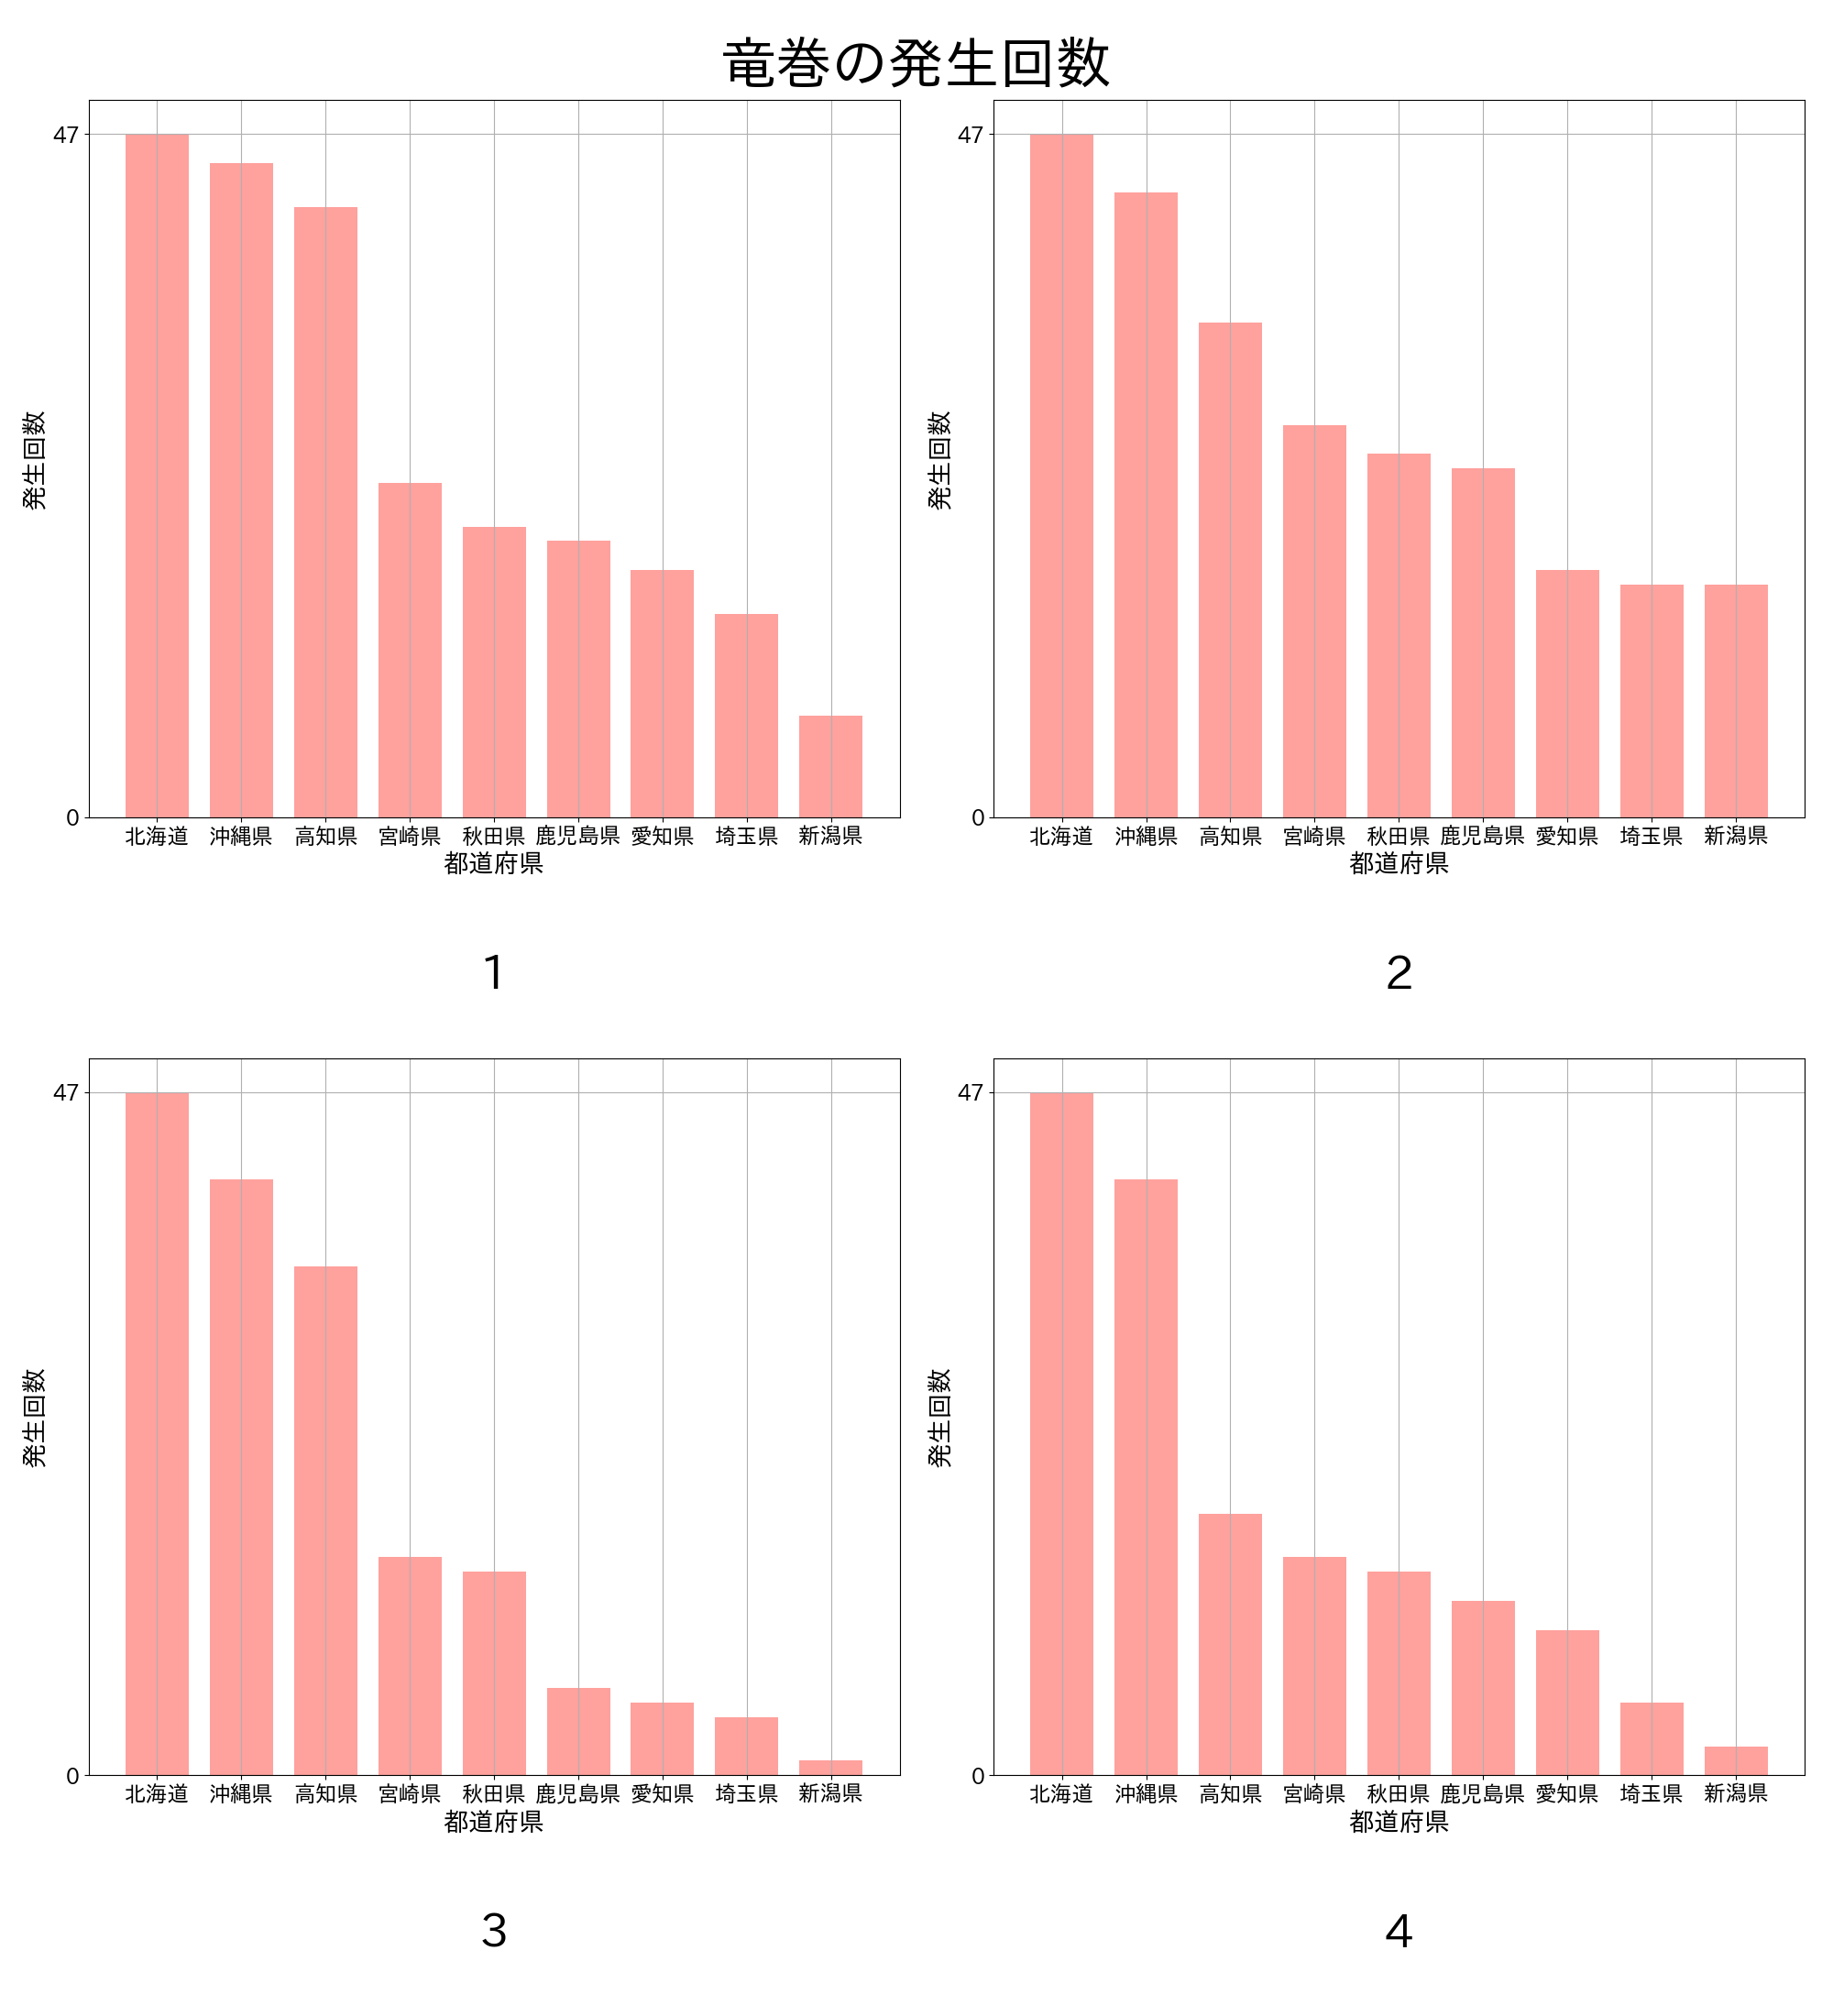 竜巻の発生回数
47
0
発生回数
北海道 沖縄県 高知県 宮崎県 秋田県 鹿児島県 愛知県 埼玉県 新潟県
都道府県
1
47
0
発生回数
北海道 沖縄県 高知県 宮崎県 秋田県 鹿児島県 愛知県 埼玉県 新潟県
都道府県
2
47
0
発生回数
北海道 沖縄県 高知県 宮崎県 秋田県 鹿児島県 愛知県 埼玉県 新潟県
都道府県
3
47
0
発生回数
北海道 沖縄県 高知県 宮崎県 秋田県 鹿児島県 愛知県 埼玉県 新潟県
都道府県
4